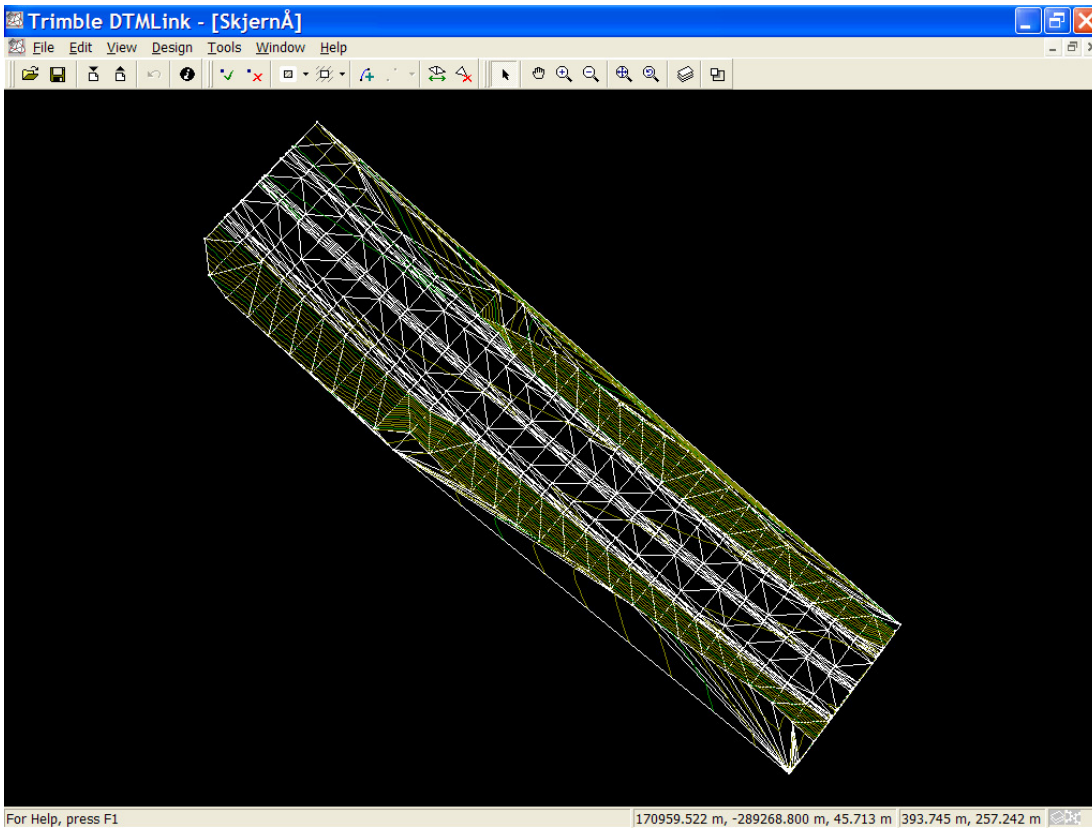 Trimble DTMLink - [SkjernÅ]
File Edit View Design Tools Window Help
For Help, press F1 170959.522 m, -289268.800 m, 45.713 m 393.745 m, 257.242 m